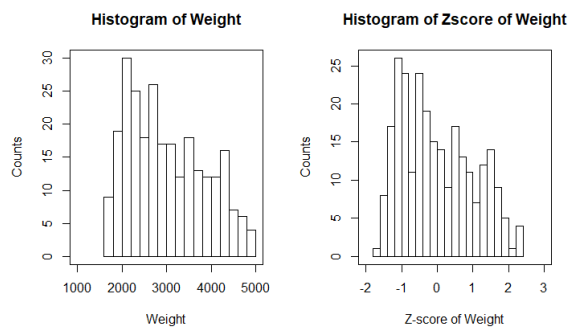 Histogram of Weight
Counts
0 5 10 15 20 25 30
1000 2000 3000 4000 5000
Weight
Histogram of Zscore of Weight
Counts
0 5 10 15 20 25
-2 -1 0 1 2 3
Z-score of Weight